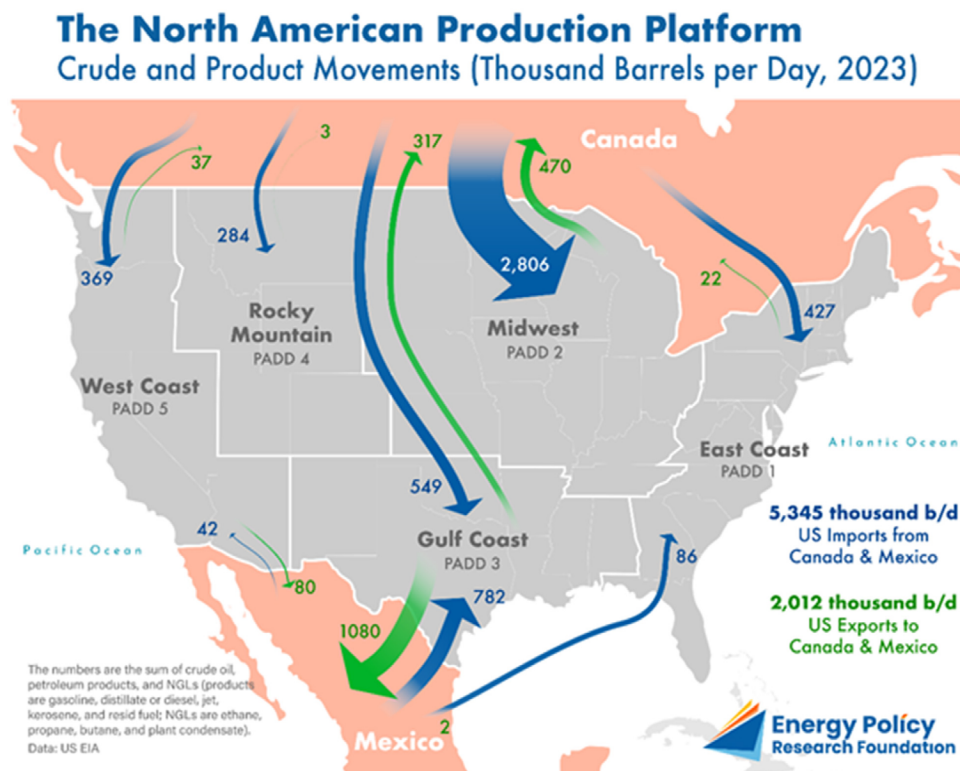 The North American Production Platform
Crude and Product Movements (Thousand Barrels per Day, 2023)
3
317
Canada
37
470
284
2,806
369
22
427
Rocky
Mountain
PADD 4
Midwest
PADD 2
West Coast
PADD 5
East Coast
PADD 1
Atlantic Ocean
549
42
Gulf Coast
PADD 3
Pacific Ocean
86
80
782
1080
5,345 thousand b/d
US Imports from
Canada & Mexico
2,012 thousand b/d
US Exports to
Canada & Mexico
The numbers are the sum of crude oil,
petroleum products, and NGLs (products
are gasoline, distillate or diesel, jet,
kerosene, and resid fuel; NGLs are ethane,
propane, butane, and plant condensate).
Data: US EIA
2
Mexico
Energy Policy
Research Foundation